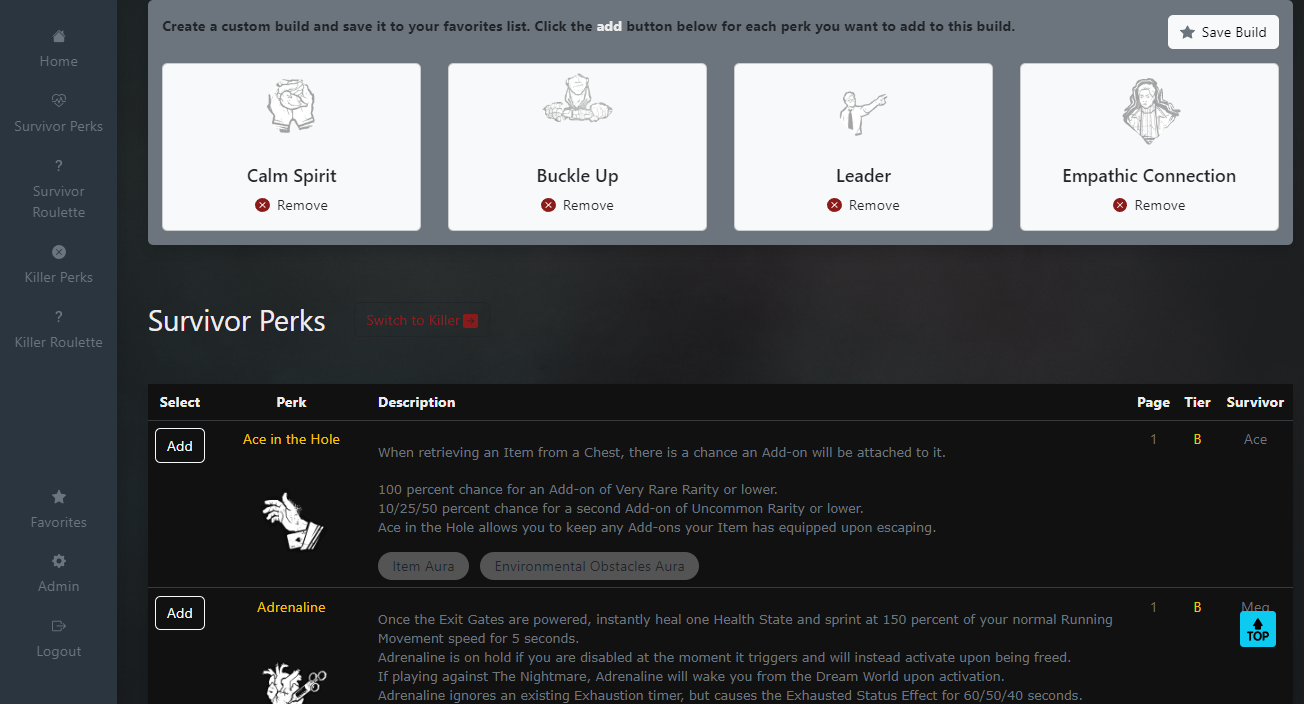 Home
Survivor Perks
?
Survivor
Roulette
Killer Perks
?
Killer Roulette
Favorites
Admin
Logout
Create a custom build and save it to your favorites list. Click the add button below for each perk you want to add to this build.
Save Build
Calm Spirit
Remove
Buckle Up
Remove
Leader
Remove
Empathic Connection
Remove
Survivor Perks
Switch to Killer
Select Perk Description Page Tier Survivor
Add
Ace in the Hole
When retrieving an Item from a Chest, there is a chance an Add-on will be attached to it.
100 percent chance for an Add-on of Very Rare Rarity or lower.
10/25/50 percent chance for a second Add-on of Uncommon Rarity or lower.
Ace in the Hole allows you to keep any Add-ons your Item has equipped upon escaping.
Item Aura
Environmental Obstacles Aura
1
B
Ace
Add
Adrenaline
Once the Exit Gates are powered, instantly heal one Health State and sprint at 150 percent of your normal Running
Movement speed for 5 seconds.
Adrenaline is on hold if you are disabled at the moment it triggers and will instead activate upon being freed.
If playing against The Nightmare, Adrenaline will wake you from the Dream World upon activation.
Adrenaline ignores an existing Exhaustion timer, but causes the Exhausted Status Effect for 60/50/40 seconds.
1
B
Meg
TOP